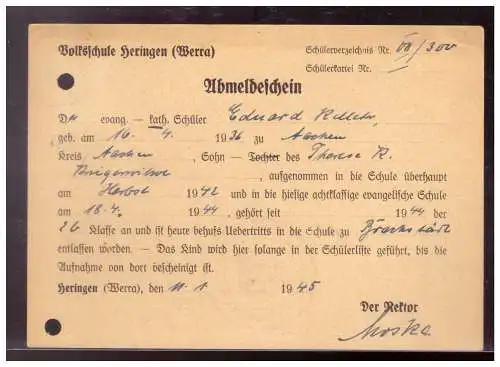 Volksschule Heringen (Werra)
Schülerverzeichnis Nr. /300
Schülerkartei Nr. I
Abmeldeschein
D evang. — kath. Schüler Eduard
geb. am 16. 4. 1936 zu Aachen
Kreis Aachen, Sohn — Tochter des Therese R.
, aufgenommen in die Schule überhaupt
am Herbst 1942 und in die hiesige achtklassige evangelische Schule
am 18.4. 1944, gehört seit 1944 der
2b Klasse an und ist heute behufs Uebertritts in die Schule zu
entlassen worden. — Das Kind wird hier solange in der Schülerliste geführt, bis die
Aufnahme von dort bescheinigt ist.
Heringen (Werra), den 11. 1 1945
Der Rektor